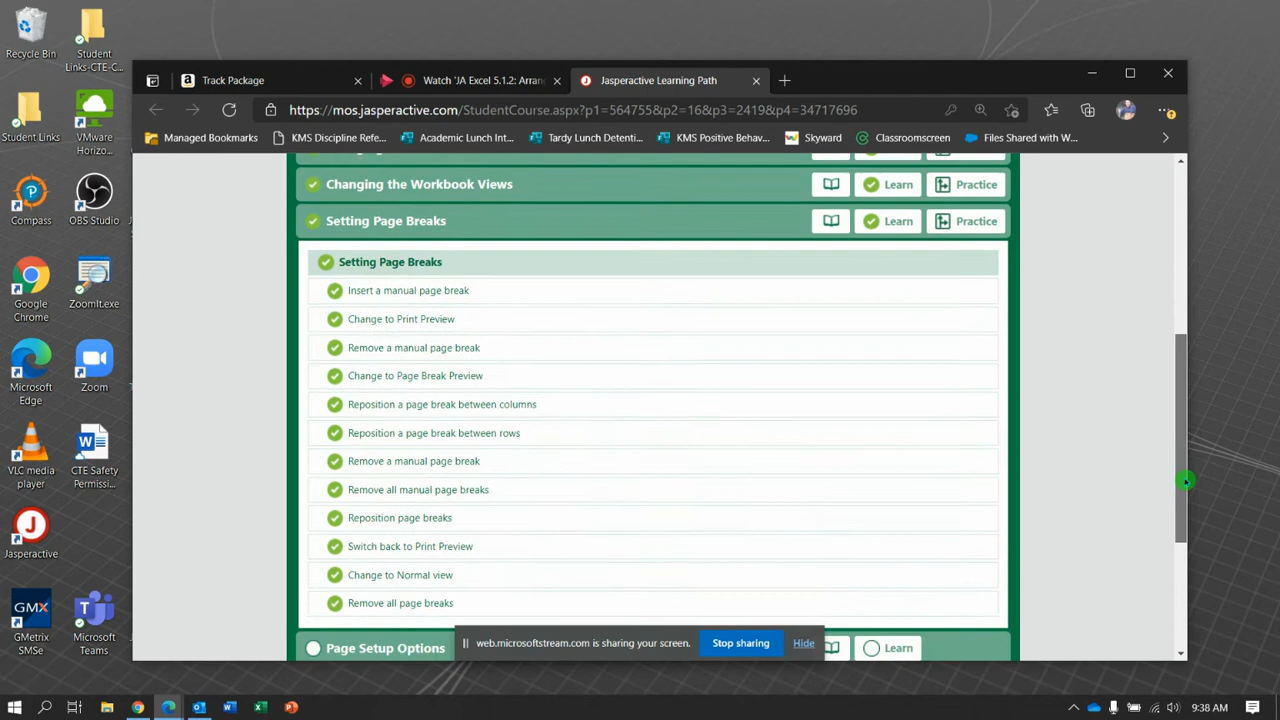 Recycle Bin
Student
Links-CTE-C...
Student Links
VMware
Horizo...
Compass
OBS Studio
Google
Chrome
ZoomIt.exe
Microsoft
Edge
Zoom
VLC media
player
CTE Safety
Permissi...
Jasperactive
GMetrix
SMSe
Microsoft
Teams
Track Package
Watch 'JA Excel 5.1.2: Arran
Jasperactive Learning Path
https://mos.jasperactive.com/StudentCourse.aspx?p1=564755&p2=16&p3=2419&p4=34717696
Managed Bookmarks
KMS Discipline Refe...
Academic Lunch Int...
Tardy Lunch Detenti...
KMS Positive Behav...
Skyward
Classroomscreen
Files Shared with W...
Changing the Workbook Views
Learn
Practice
Setting Page Breaks
Learn
Practice
Setting Page Breaks
Insert a manual page break
Change to Print Preview
Remove a manual page break
Change to Page Break Preview
Reposition a page break between columns
Reposition a page break between rows
Remove a manual page break
Remove all manual page breaks
Reposition page breaks
Switch back to Print Preview
Change to Normal view
Remove all page breaks
Page Setup Options
Learn
web.microsoftstream.com is sharing your screen.
Stop sharing
Hide
9:38 AM